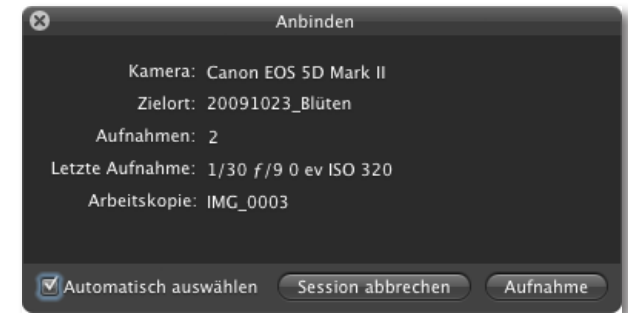 Anbinden
Kamera: Canon EOS 5D Mark II
Zielort: 20091023_Blüten
Aufnahmen: 2
Letzte Aufnahme: 1/30 ƒ/9 0 ev ISO 320
Arbeitskopie: IMG_0003
Automatisch auswählen Session abbrechen Aufnahme